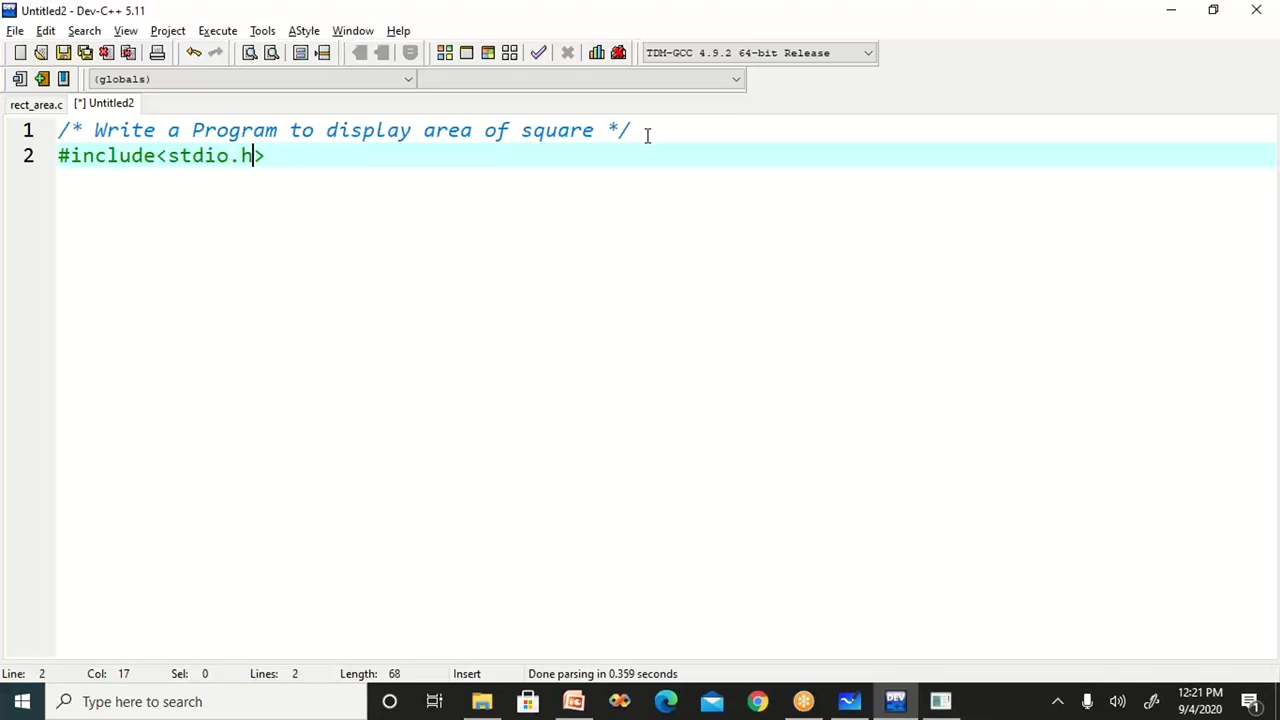 Untitled2 - Dev-C++ 5.11
File Edit Search View Project Execute Tools AStyle Window Help
TDM-GCC 4.9.2 64-bit Release
(globals)
rect_area.c [*] Untitled2
1 /* Write a Program to display area of square */
2 #include<stdio.h>
Line: 2 Col: 17 Sel: 0 Lines: 2 Length: 68 Insert Done parsing in 0.359 seconds
Type here to search
DEV
12:21 PM
9/4/2020
1